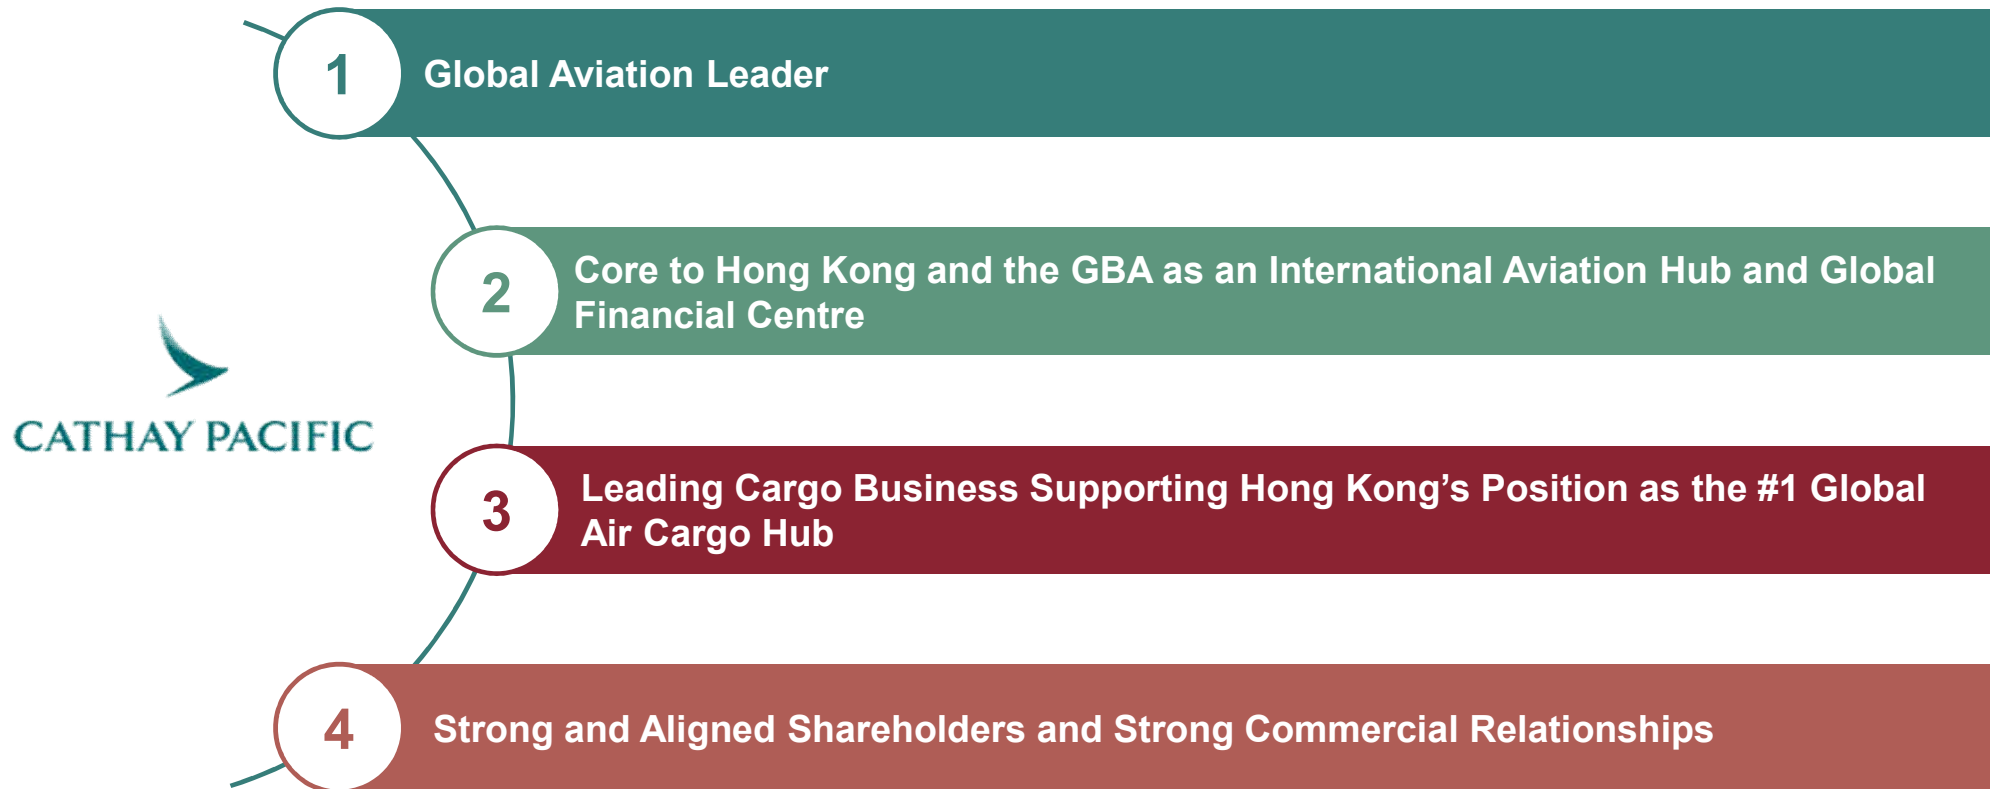 1
Global Aviation Leader
2
Core to Hong Kong and the GBA as an International Aviation Hub and Global
Financial Centre
CATHAY PACIFIC
3
Leading Cargo Business Supporting Hong Kong’s Position as the #1 Global
Air Cargo Hub
4
Strong and Aligned Shareholders and Strong Commercial Relationships